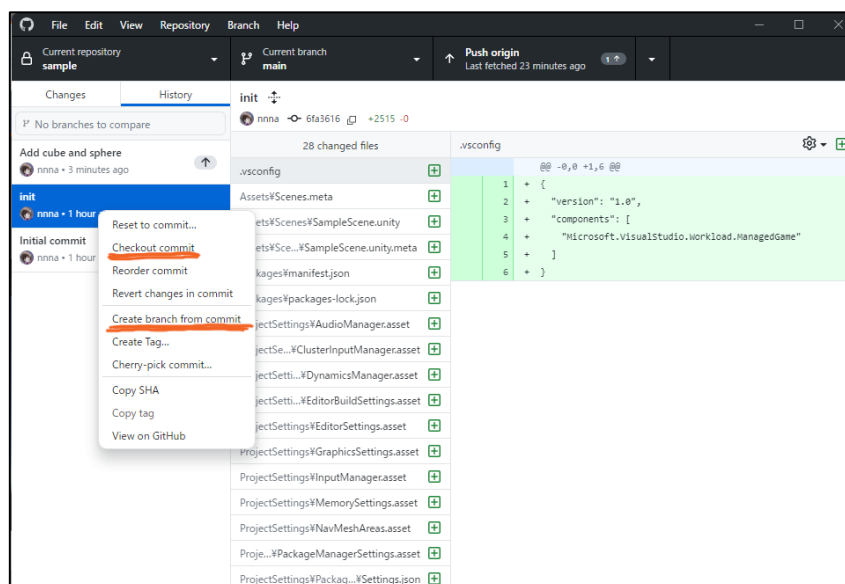 File Edit View Repository Branch Help
Current repository
sample
Current branch
main
Push origin
Last fetched 23 minutes ago
1
Changes History
No branches to compare
Add cube and sphere
nnna • 3 minutes ago
init
nnna • 1 hour
Initial commit
nnna • 1 hour
Reset to commit...
Checkout commit
Reorder commit
Revert changes in commit
Create branch from commit
Create Tag...
Cherry-pick commit...
Copy SHA
Copy tag
View on GitHub
init
nnna 6fa3616 +2515 -0
28 changed files
.vsconfig
Assets¥Scenes.meta
ets¥Scenes¥SampleScene.unity
ets¥Sce...¥SampleScene.unity.meta
kages¥manifest.json
kages¥packages-lock.json
jectSettings¥AudioManager.asset
jectSe...¥ClusterInputManager.asset
jectSetti...¥DynamicsManager.asset
jectSetti...¥EditorBuildSettings.asset
jectSettings¥EditorSettings.asset
ProjectSettings¥GraphicsSettings.asset
ProjectSettings¥InputManager.asset
ProjectSettings¥MemorySettings.asset
ProjectSettings¥NavMeshAreas.asset
Proje...¥PackageManagerSettings.asset
ProjectSettings¥Packag...¥Settings.json
.vsconfig
@@ -0,0 +1,6 @@
1 + {
2 + "version": "1.0",
3 + "components": [
4 + "Microsoft.VisualStudio.Workload.ManagedGame"
5 + ]
6 + }